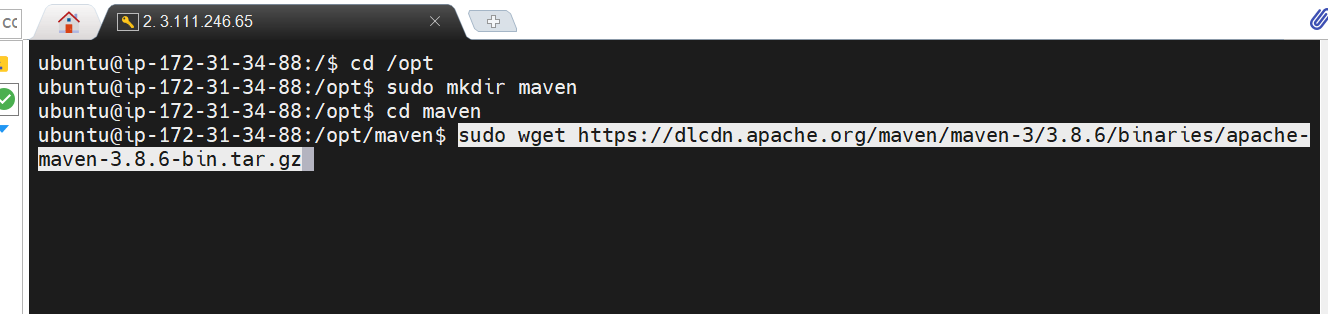 2. 3.111.246.65
ubuntu@ip-172-31-34-88:/$ cd /opt
ubuntu@ip-172-31-34-88:/opt$ sudo mkdir maven
ubuntu@ip-172-31-34-88:/opt$ cd maven
ubuntu@ip-172-31-34-88:/opt/maven$ sudo wget https://dlcdn.apache.org/maven/maven-3/3.8.6/binaries/apache-
maven-3.8.6-bin.tar.gz